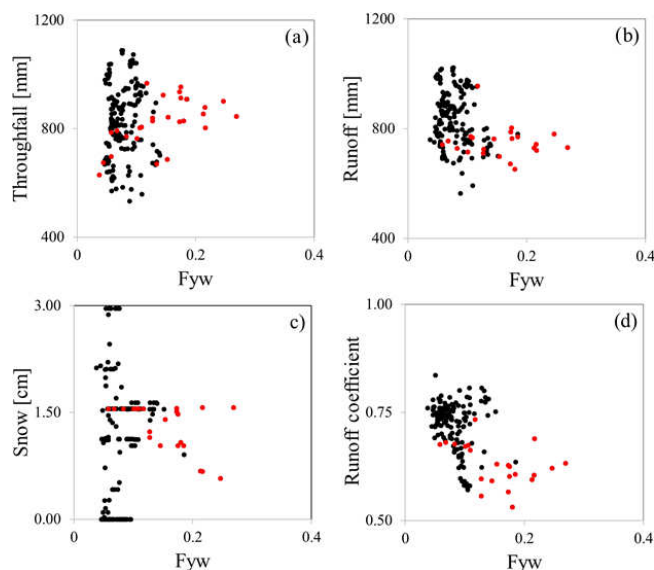 1200
(a)
Throughfall [mm]
800
400
0
0.2
0.4
Fyw
1200
(b)
Runoff [mm]
800
400
0
0.2
0.4
Fyw
3.00
c)
Snow [cm]
1.50
0.00
0
0.2
0.4
Fyw
1.00
(d)
Runoff coefficient
0.75
0.50
0
0.2
0.4
Fyw